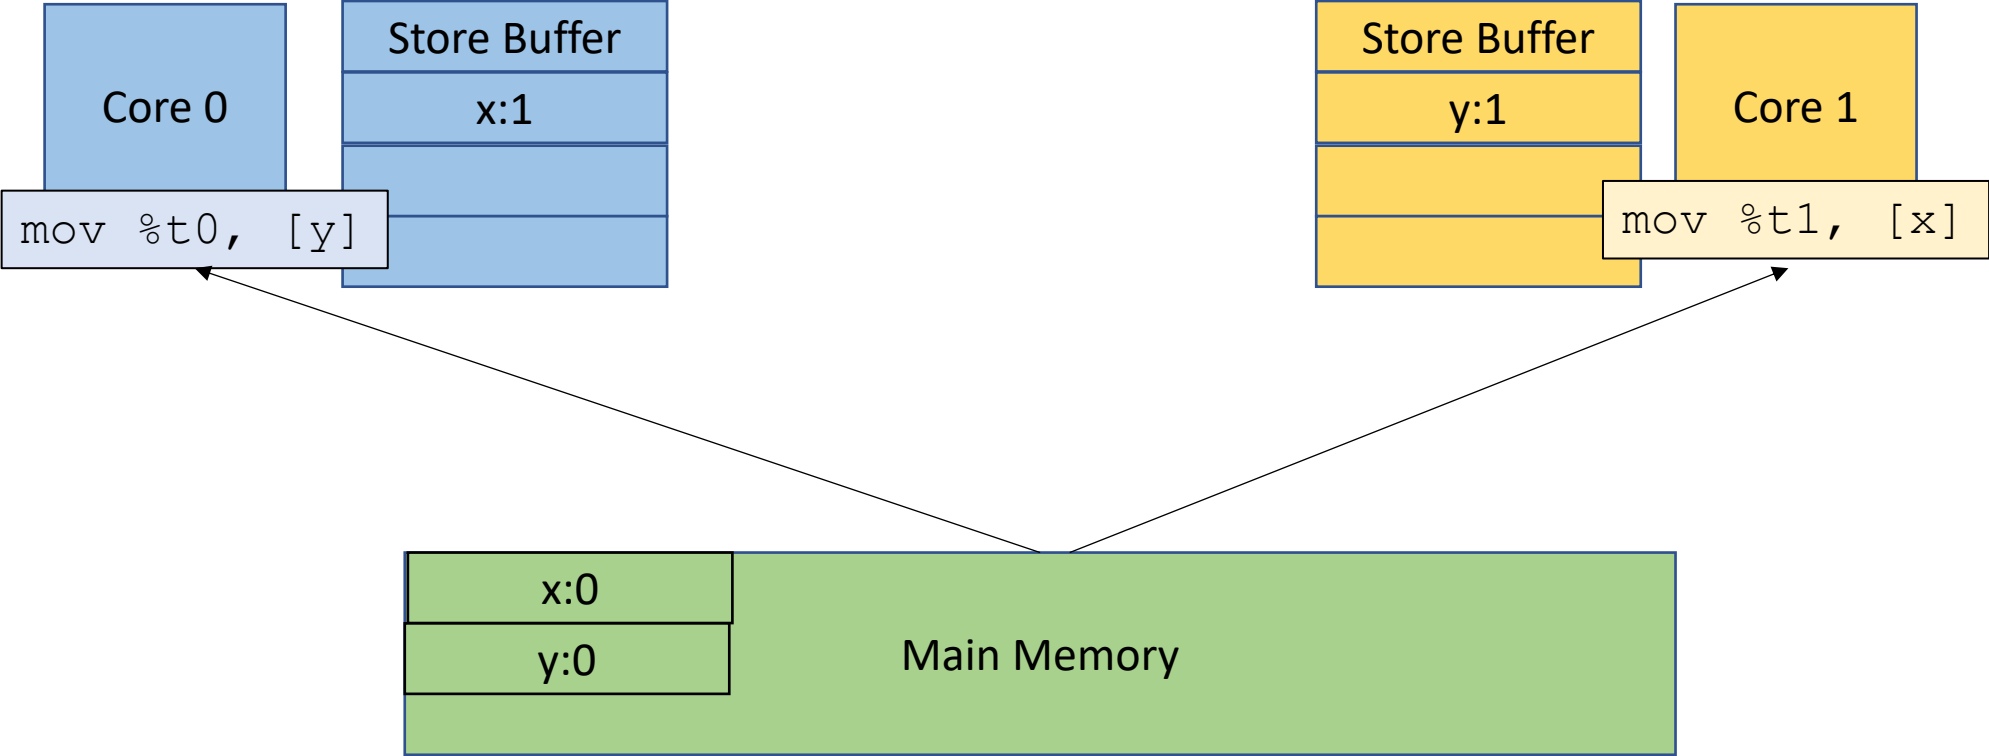 Core 0
Store Buffer
x:1
mov %t0, [y]
Store Buffer
y:1
Core 1
mov %t1, [x]
x:0
y:0
Main Memory